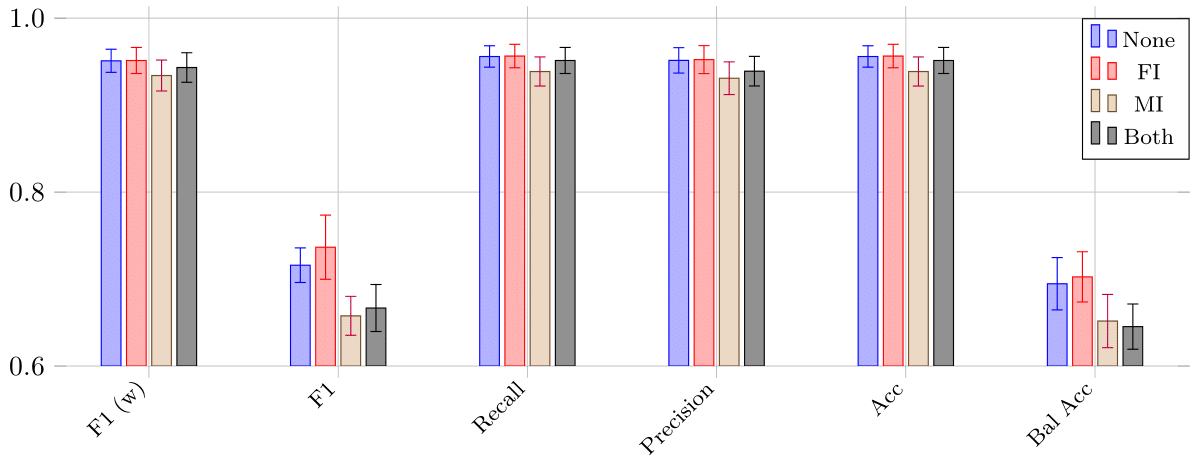 1.0
0.8
0.6
F1 (w)
F1
Recall
Precision
Acc
Bal Acc
None
FI
MI
Both